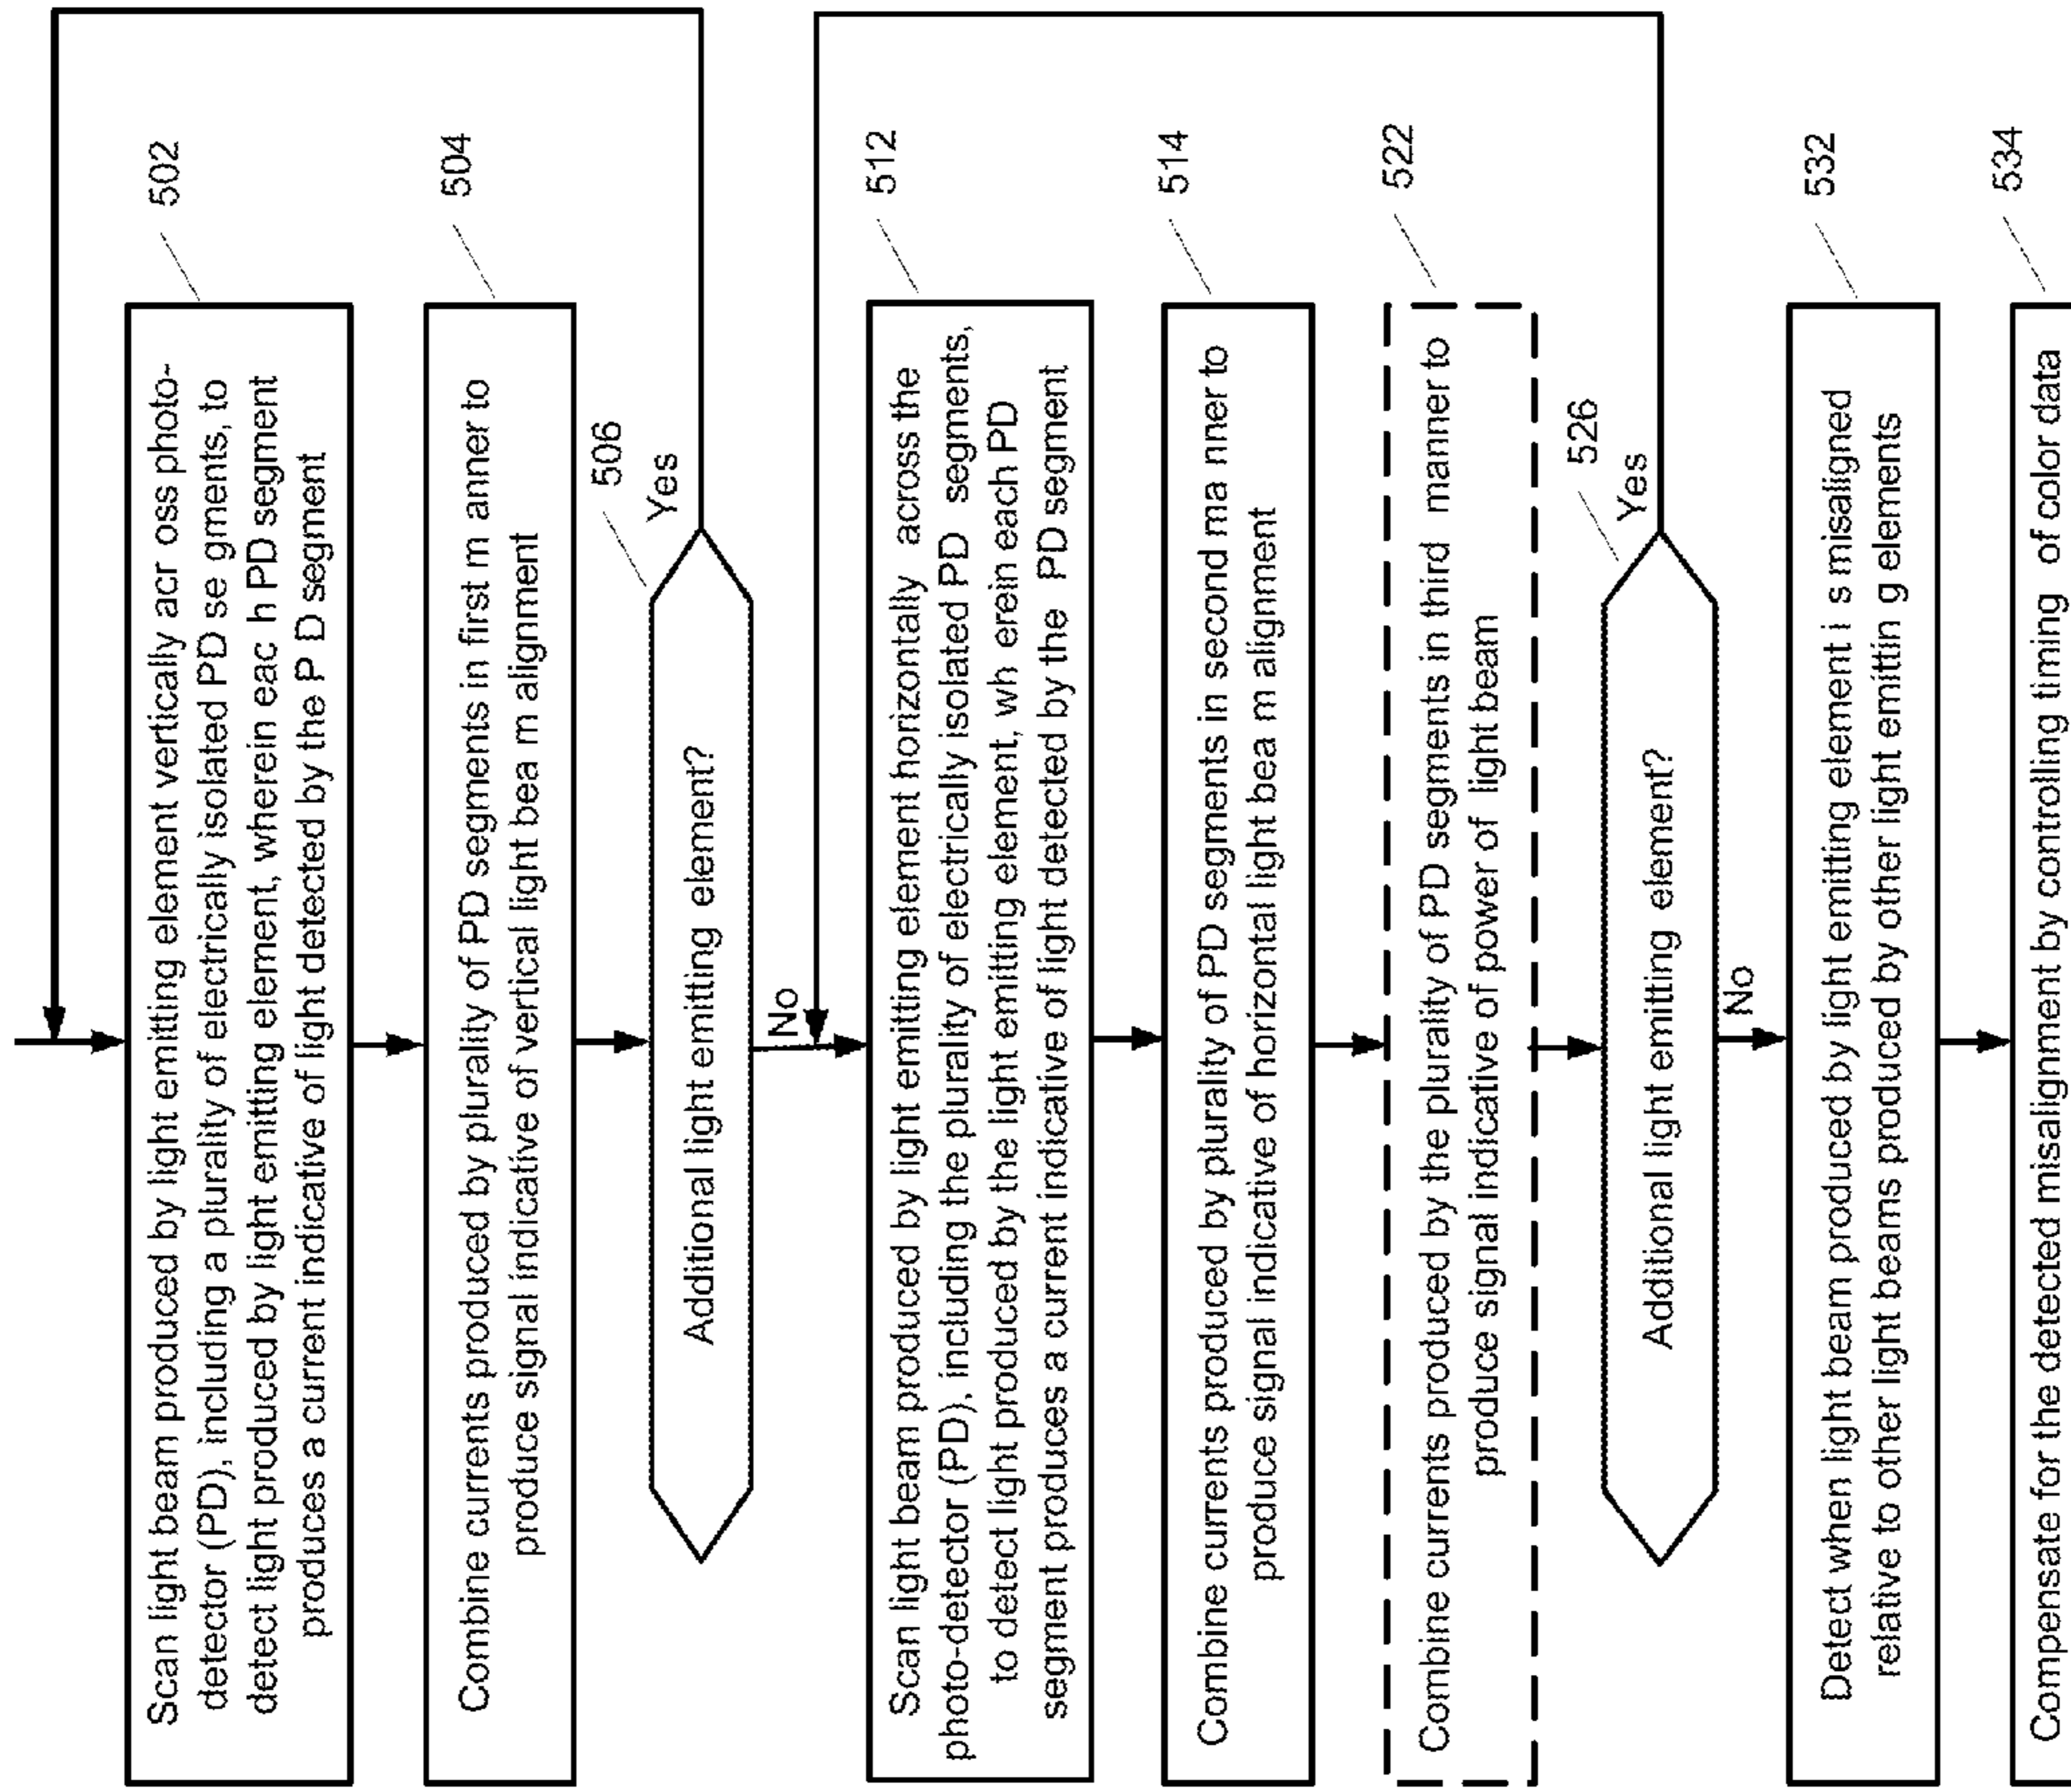 Scan light beam produced by light emitting element vertically acr oss photo-
detector (PD), including a plurality of electrically isolated PD se gments, to
detect light produced by light emitting element, wherein eac h PD segment
produces a current indicative of light detected by the P D segment
502
Combine currents produced by plurality of PD segments in first m anner to
produce signal indicative of vertical light bea m alignment
504
Additional light emitting element?
506
Yes
No
Scan light beam produced by light emitting element horizontally across the
photo-detector (PD), including the plurality of electrically isolated PD segments,
to detect light produced by the light emitting element, wh erein each PD
segment produces a current indicative of light detected by the PD segment
512
Combine currents produced by plurality of PD segments in second ma nner to
produce signal indicative of horizontal light bea m alignment
514
Combine currents produced by the plurality of PD segments in third manner to
produce signal indicative of power of light beam
522
Additional light emitting element?
526
Yes
No
Detect when light beam produced by light emitting element i s misaligned
relative to other light beams produced by other light emittin g elements
532
Compensate for the detected misalignment by controlling timing of color data
534